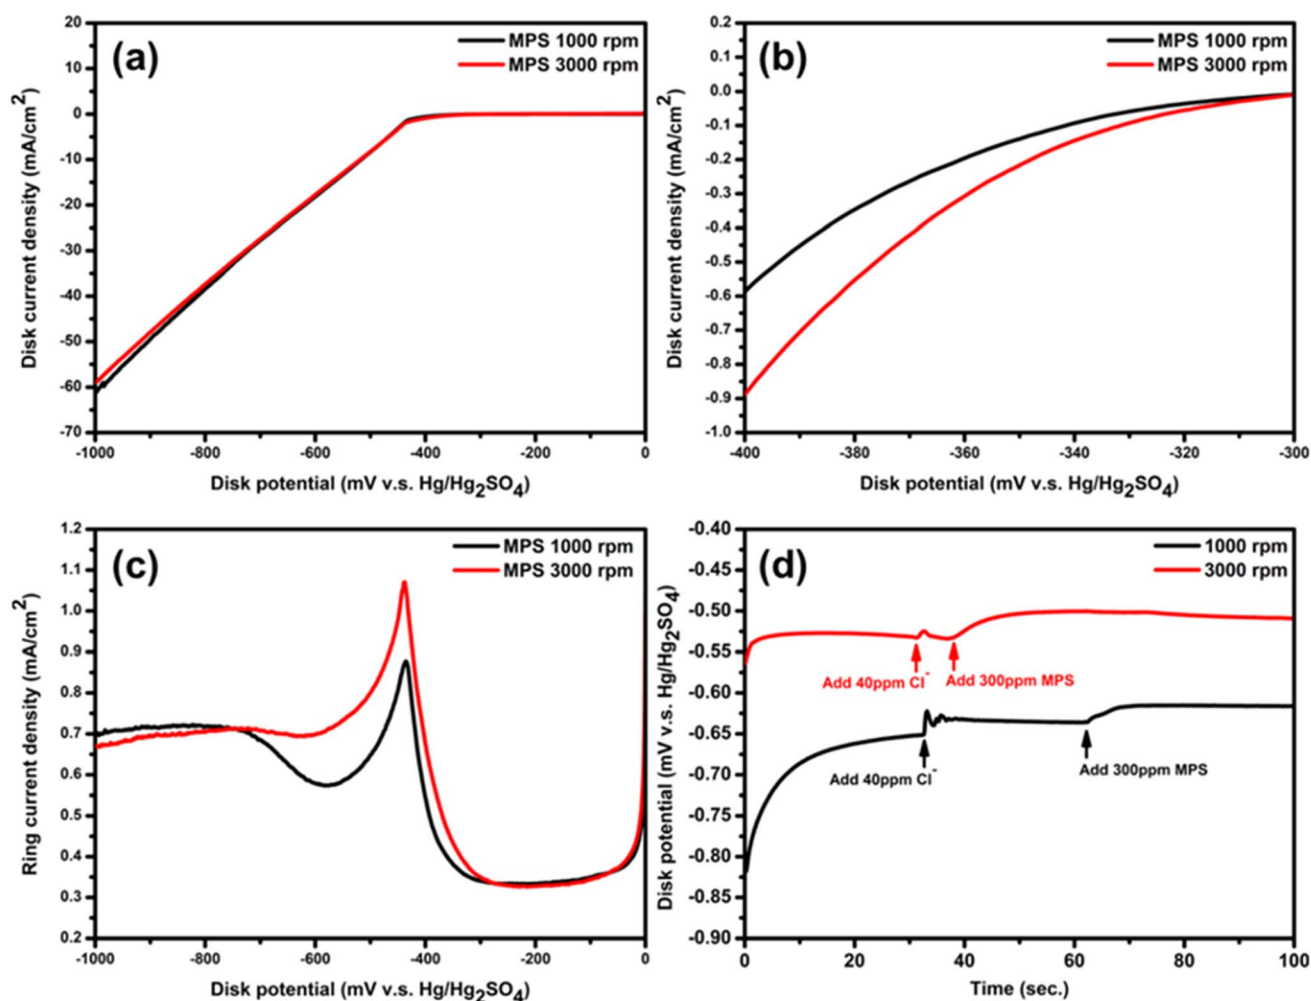 (a)
MPS 1000 rpm
MPS 3000 rpm
Disk current density (mA/cm²)
20
10
0
-10
-20
-30
-40
-50
-60
-70
-1000 -800 -600 -400 -200 0
Disk potential (mV v.s. Hg/Hg₂SO₄)
(b)
MPS 1000 rpm
MPS 3000 rpm
Disk current density (mA/cm²)
0.2
0.1
0.0
-0.1
-0.2
-0.3
-0.4
-0.5
-0.6
-0.7
-0.8
-0.9
-1.0
-400 -380 -360 -340 -320 -300
Disk potential (mV v.s. Hg/Hg₂SO₄)
(c)
MPS 1000 rpm
MPS 3000 rpm
Ring current density (mA/cm²)
1.2
1.1
1.0
0.9
0.8
0.7
0.6
0.5
0.4
0.3
0.2
-1000 -800 -600 -400 -200 0
Disk potential (mV v.s. Hg/Hg₂SO₄)
(d)
1000 rpm
3000 rpm
Disk potential (mV v.s. Hg/Hg₂SO₄)
-0.40
-0.45
-0.50
-0.55
-0.60
-0.65
-0.70
-0.75
-0.80
-0.85
-0.90
Add 40ppm Cl⁻
Add 300ppm MPS
Add 40ppm Cl⁻
Add 300ppm MPS
0 20 40 60 80 100
Time (sec.)